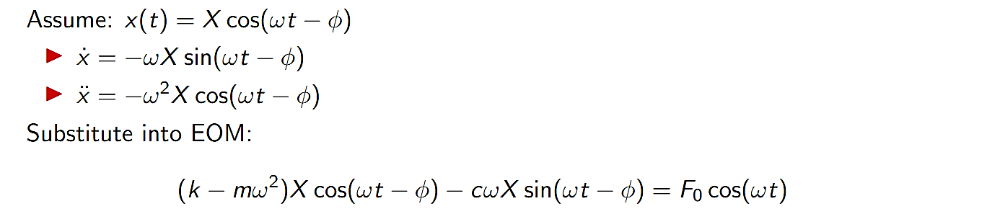 Assume: x(t) = X cos(ωt − ϕ)
▶ ẋ = −ωX sin(ωt − ϕ)
▶ ẍ = −ω²X cos(ωt − ϕ)
Substitute into EOM:
(k − mω²)X cos(ωt − ϕ) − cωX sin(ωt − ϕ) = F₀ cos(ωt)